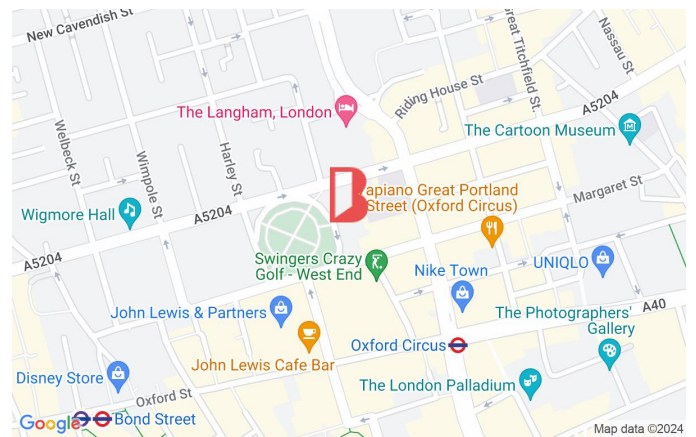 New Cavendish St
Great Titchfield St.
Nassau St
Riding House St
A5204
The Langham, London
The Cartoon Museum
Welbeck St
Wimpole St
Harley St
apiano Great Portland
Street (Oxford Circus)
Margaret St
Wigmore Hall
A5204
A5204
Swingers Crazy
Golf - West End
Nike Town
UNIQLO
John Lewis & Partners
The Photographers'
Gallery
A40
John Lewis Cafe Bar
Oxford Circus
Disney Store
Oxford St
The London Palladium
Google
Bond Street
Map data ©2024